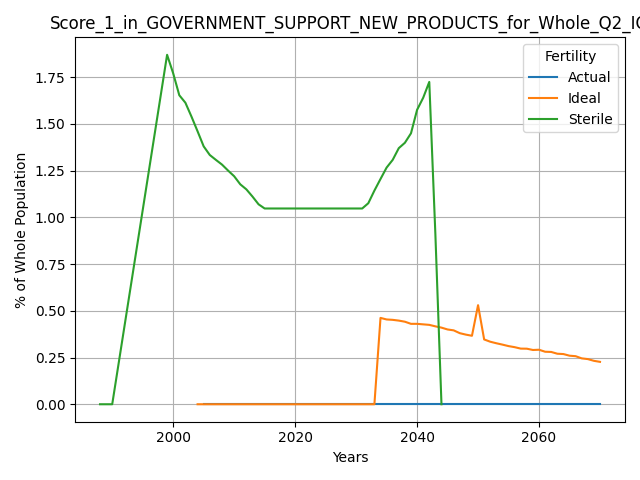 Score_1_in_GOVERNMENT_SUPPORT_NEW_PRODUCTS_for_Whole_Q2_IC
Fertility
Actual
Ideal
Sterile
% of Whole Population
1.75
1.50
1.25
1.00
0.75
0.50
0.25
0.00
2000 2020 2040 2060
Years